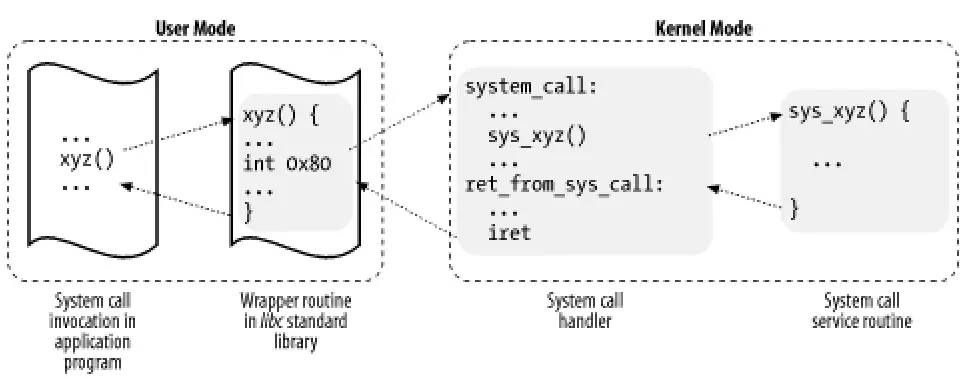 User Mode
Kernel Mode
...
xyz()
...
xyz() {
...
int 0x80
...
}
system_call:
...
sys_xyz()
...
ret_from_sys_call:
...
iret
sys_xyz() {
...
}
System call
invocation in
application
program
Wrapper routine
in libc standard
library
System call
handler
System call
service routine